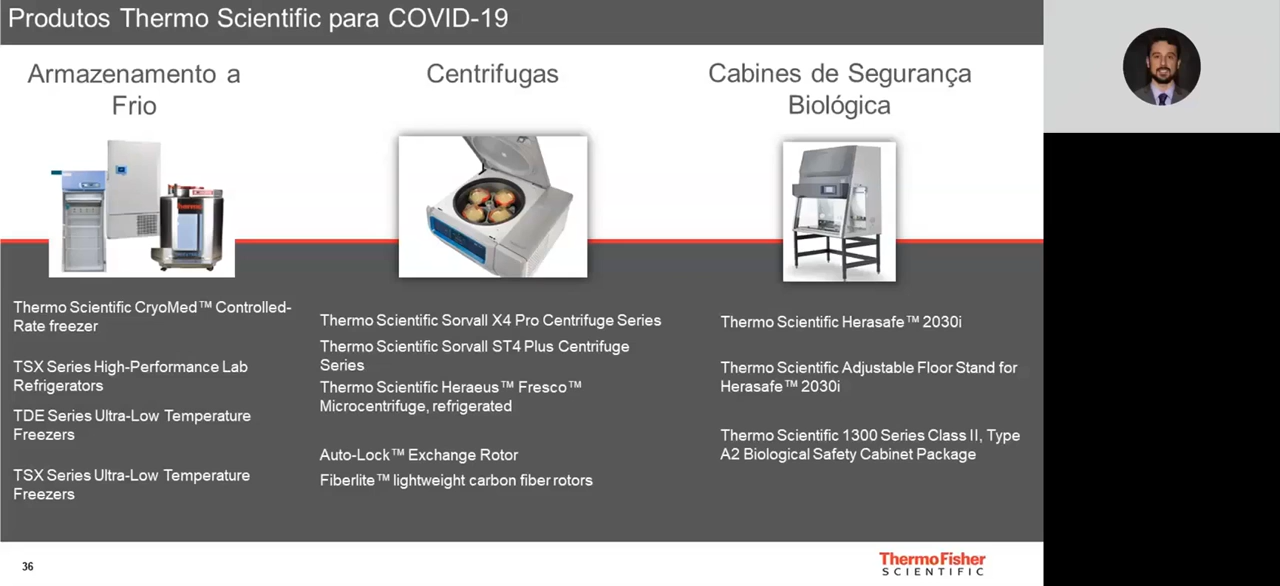 Produtos Thermo Scientific para COVID-19
Armazenamento a
Frio
Centrifugas
Cabines de Segurança
Biológica
Thermo
Thermo Scientific CryoMed™ Controlled-
Rate freezer
TSX Series High-Performance Lab
Refrigerators
TDE Series Ultra-Low Temperature
Freezers
TSX Series Ultra-Low Temperature
Freezers
Thermo Scientific Sorvall X4 Pro Centrifuge Series
Thermo Scientific Sorvall ST4 Plus Centrifuge
Series
Thermo Scientific Heraeus™ Fresco™
Microcentrifuge, refrigerated
Auto-Lock™ Exchange Rotor
Fiberlite™ lightweight carbon fiber rotors
Thermo Scientific Herasafe™ 2030i
Thermo Scientific Adjustable Floor Stand for
Herasafe™ 2030i
Thermo Scientific 1300 Series Class II, Type
A2 Biological Safety Cabinet Package
36
ThermoFisher
SCIENTIFIC